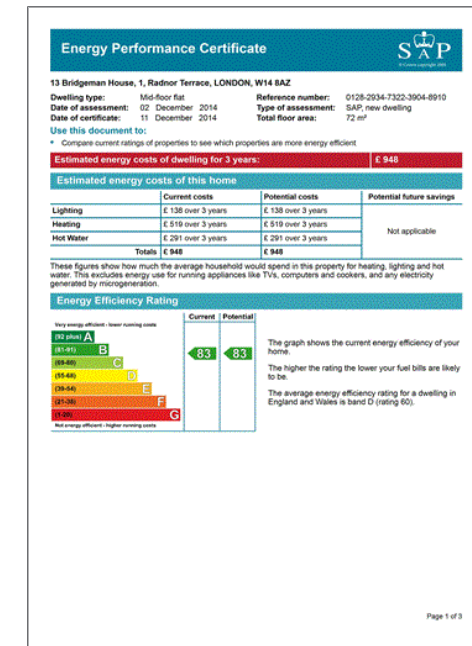 Energy Performance Certificate
SAP
© Crown copyright 2009
13 Bridgeman House, 1, Radnor Terrace, LONDON, W14 8AZ
Dwelling type: Mid-floor flat Reference number: 0128-2934-7322-3904-8910
Date of assessment: 02 December 2014 Type of assessment: SAP, new dwelling
Date of certificate: 11 December 2014 Total floor area: 72 m²
Use this document to:
• Compare current ratings of properties to see which properties are more energy efficient
Estimated energy costs of dwelling for 3 years: £ 948
Estimated energy costs of this home
Current costs Potential costs Potential future savings
Lighting £ 138 over 3 years £ 138 over 3 years
Heating £ 519 over 3 years £ 519 over 3 years Not applicable
Hot Water £ 291 over 3 years £ 291 over 3 years
Totals £ 948 £ 948
These figures show how much the average household would spend in this property for heating, lighting and hot
water. This excludes energy use for running appliances like TVs, computers and cookers, and any electricity
generated by microgeneration.
Energy Efficiency Rating
Current Potential
Very energy efficient - lower running costs
(92 plus) A
(81-91) B
(69-80) C
(55-68) D
(39-54) E
(21-38) F
(1-20) G
Not energy efficient - higher running costs
83 83
The graph shows the current energy efficiency of your
home.
The higher the rating the lower your fuel bills are likely
to be.
The average energy efficiency rating for a dwelling in
England and Wales is band D (rating 60).
Page 1 of 3